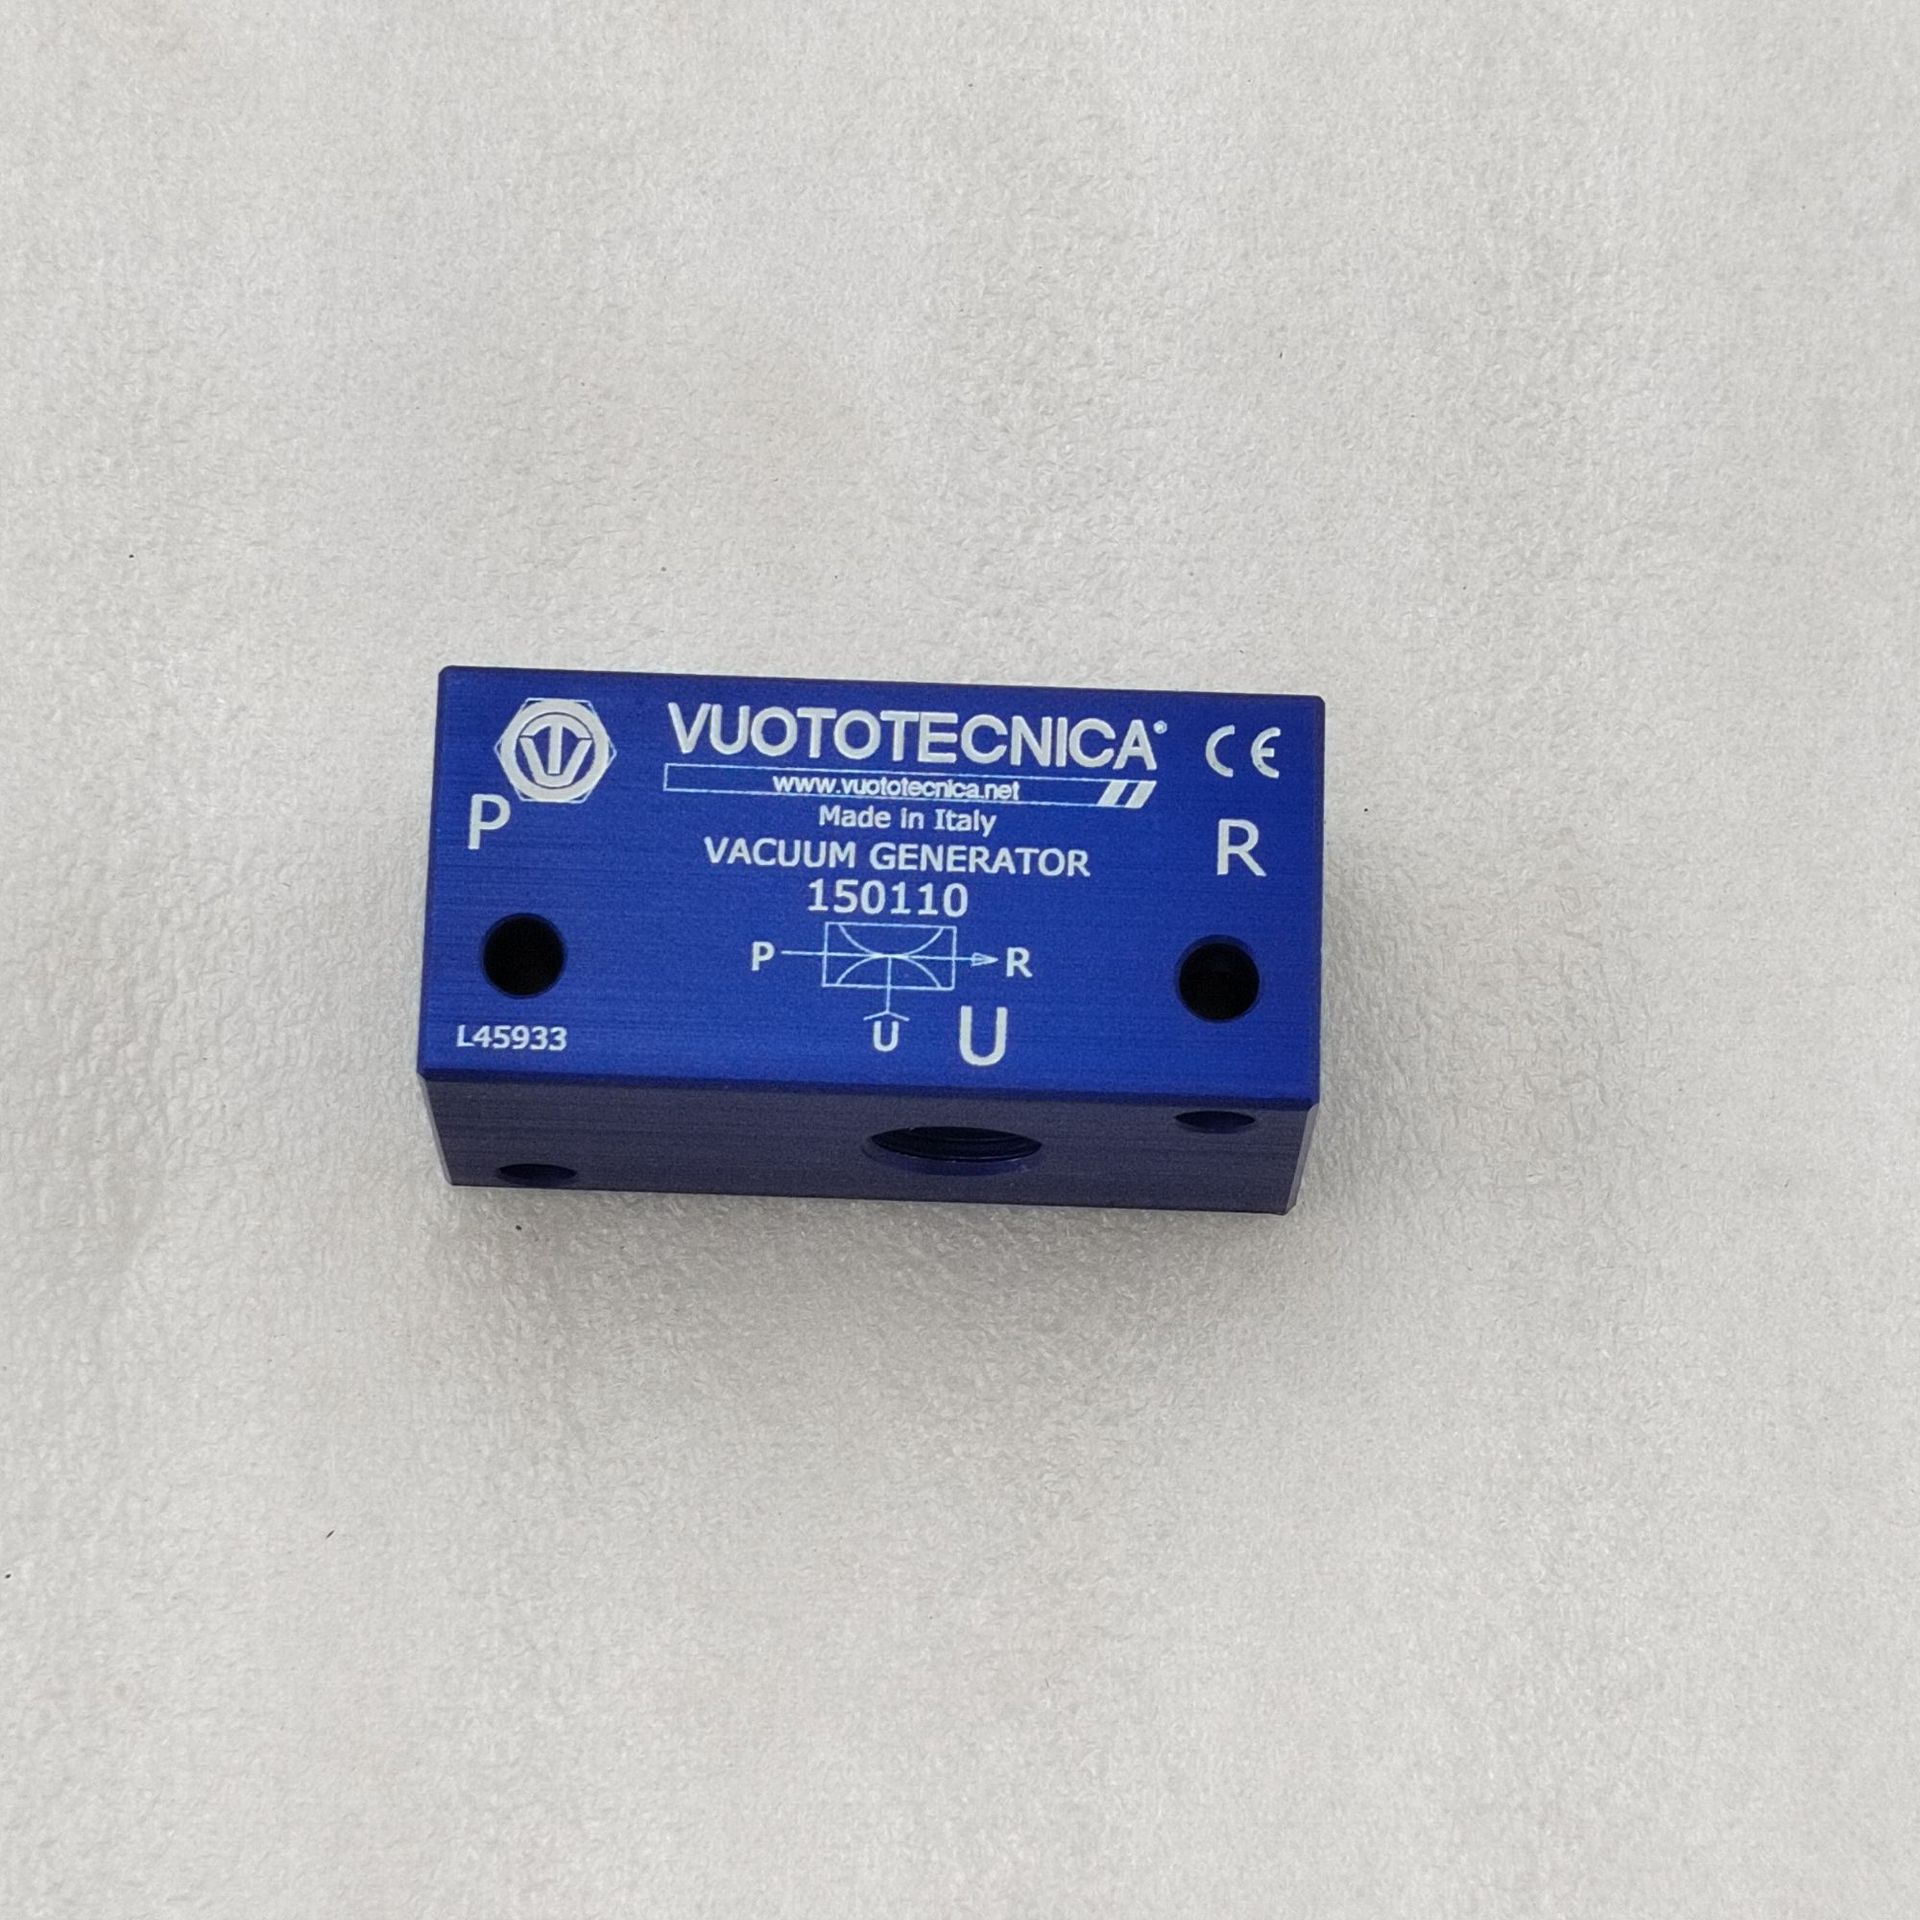 VUOTOTECNICA®
CE
www.vuototecnica.net
Made in Italy
P
VACUUM GENERATOR
R
150110
P R
U
U
L45933